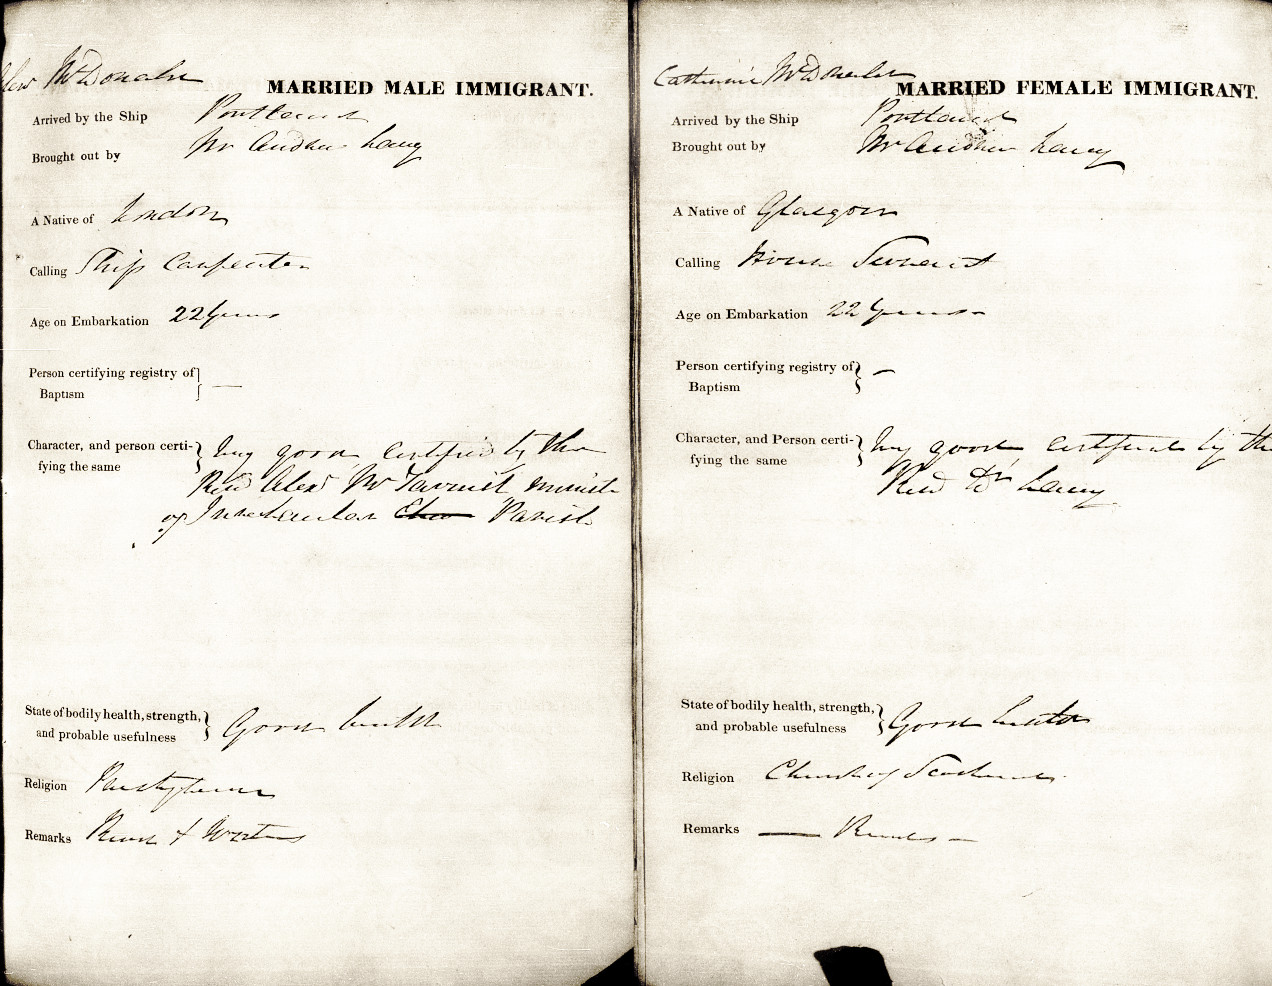 Alexr McDonald
MARRIED MALE IMMIGRANT.
Arrived by the Ship Portland
Brought out by Mr Andrew Lang
A Native of London
Calling Ship Carpenter
Age on Embarkation 22 Years
Person certifying registry of
Baptism —
Character, and person certi- Very good certified by the
fying the same Revd Alexr McTavish minister
of Parish
State of bodily health, strength,
and probable usefulness Good health
Religion Presbyterian
Remarks Reads & Writes
Catherine McDonald
MARRIED FEMALE IMMIGRANT.
Arrived by the Ship Portland
Brought out by Mr Andrew Lang
A Native of Glasgow
Calling House Servant
Age on Embarkation 22 Years
Person certifying registry of
Baptism —
Character, and Person certi- Very good certified by the
fying the same Revd Dr Lang
State of bodily health, strength,
and probable usefulness Good health
Religion Church of Scotland
Remarks — Reads —